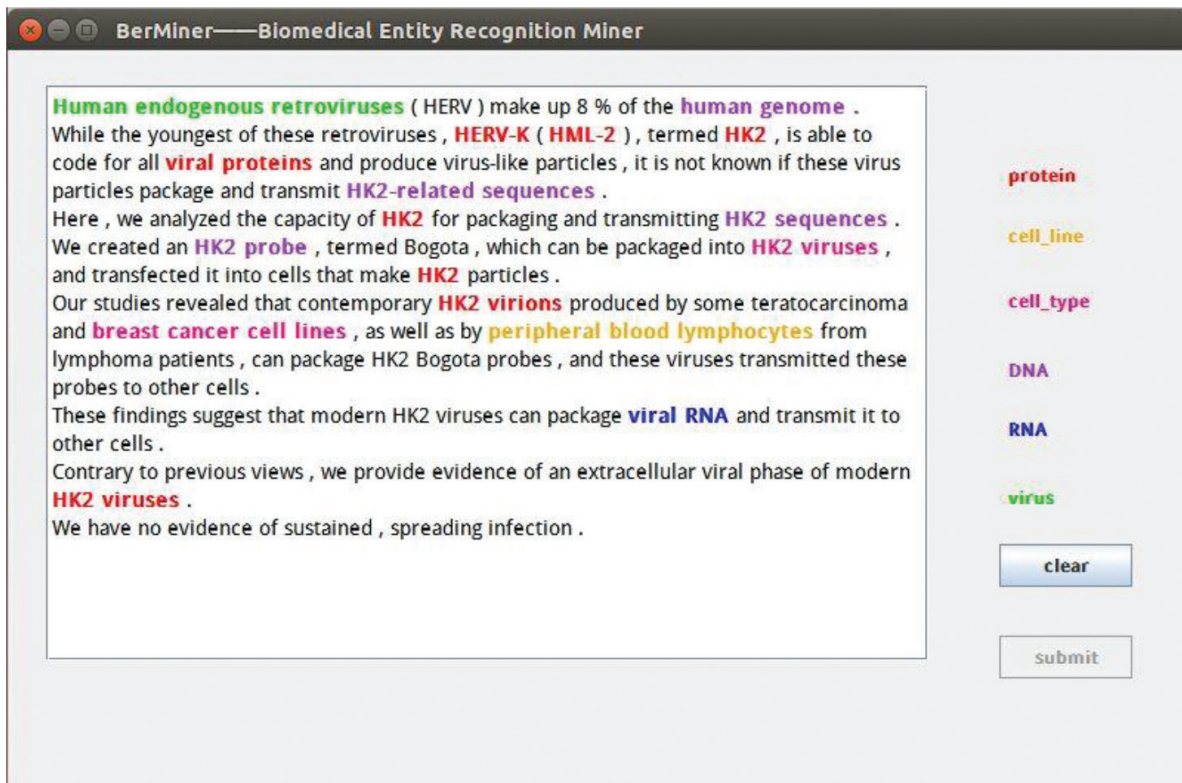 BerMiner——Biomedical Entity Recognition Miner
Human endogenous retroviruses ( HERV ) make up 8 % of the human genome .
While the youngest of these retroviruses , HERV-K ( HML-2 ) , termed HK2 , is able to
code for all viral proteins and produce virus-like particles , it is not known if these virus
particles package and transmit HK2-related sequences .
Here , we analyzed the capacity of HK2 for packaging and transmitting HK2 sequences .
We created an HK2 probe , termed Bogota , which can be packaged into HK2 viruses ,
and transfected it into cells that make HK2 particles .
Our studies revealed that contemporary HK2 virions produced by some teratocarcinoma
and breast cancer cell lines , as well as by peripheral blood lymphocytes from
lymphoma patients , can package HK2 Bogota probes , and these viruses transmitted these
probes to other cells .
These findings suggest that modern HK2 viruses can package viral RNA and transmit it to
other cells .
Contrary to previous views , we provide evidence of an extracellular viral phase of modern
HK2 viruses .
We have no evidence of sustained , spreading infection .
protein
cell_line
cell_type
DNA
RNA
virus
clear
submit